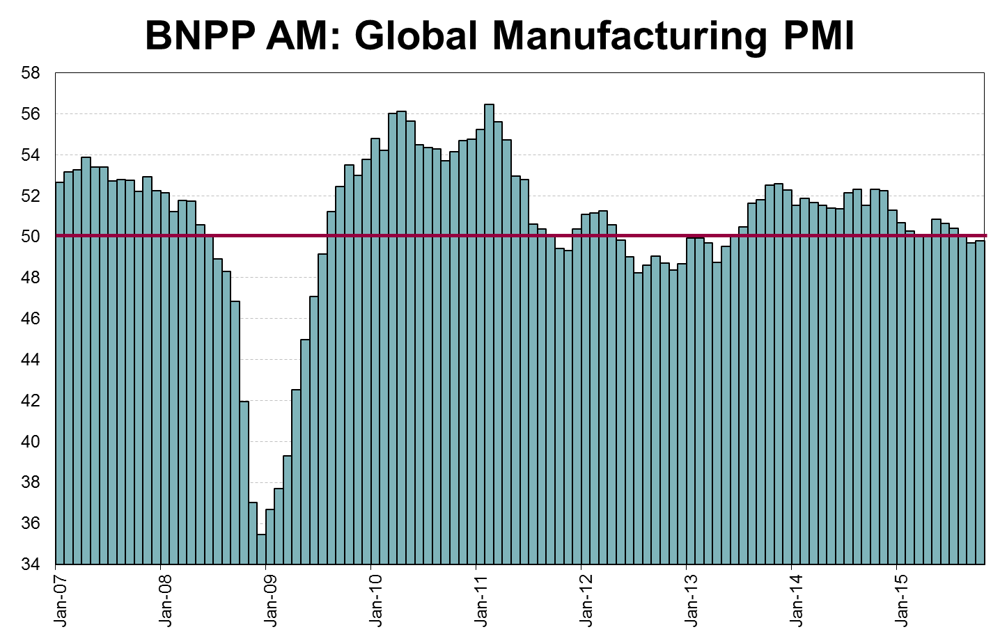 BNPP AM: Global Manufacturing PMI
58
56
54
52
50
48
46
44
42
40
38
36
34
Jan-07
Jan-08
Jan-09
Jan-10
Jan-11
Jan-12
Jan-13
Jan-14
Jan-15